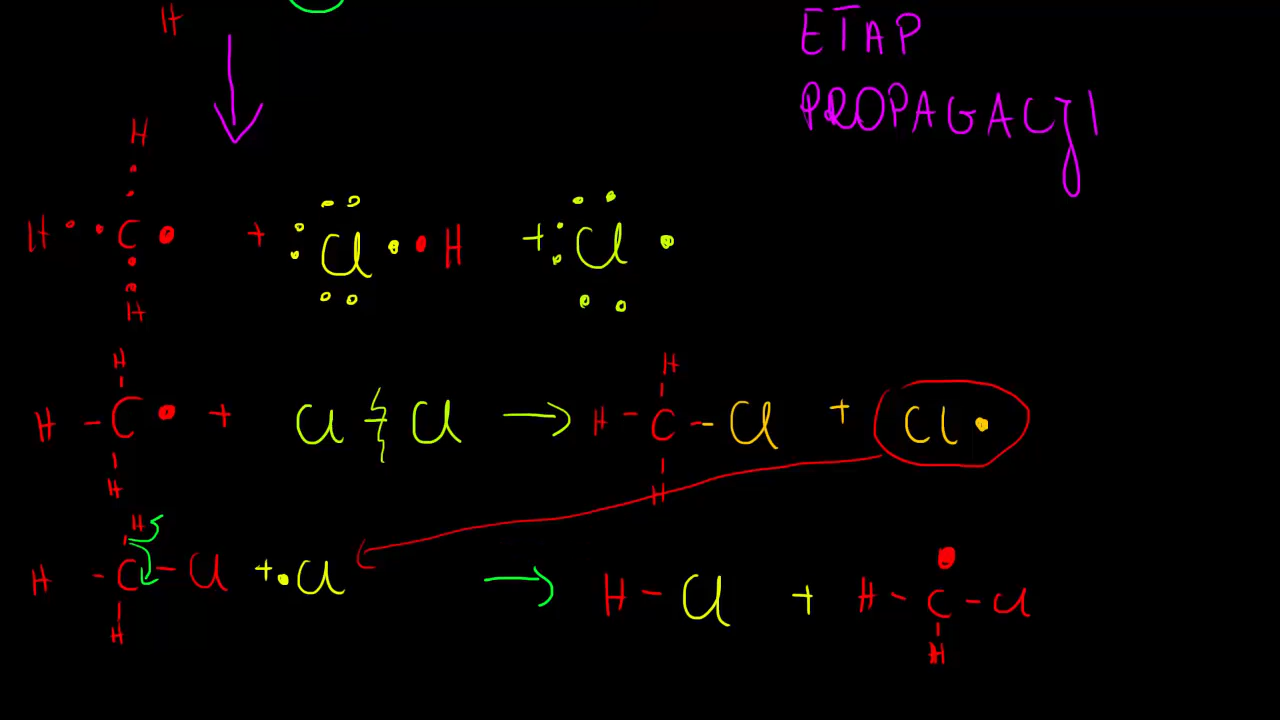 H
ETAP
PROPAGACJI
H
H C + Cl H + Cl
H
H
H - C + Cl - Cl → H - C - Cl + Cl
H
H
H
H
H - C - Cl + Cl → H - Cl + H - C - Cl
H
H